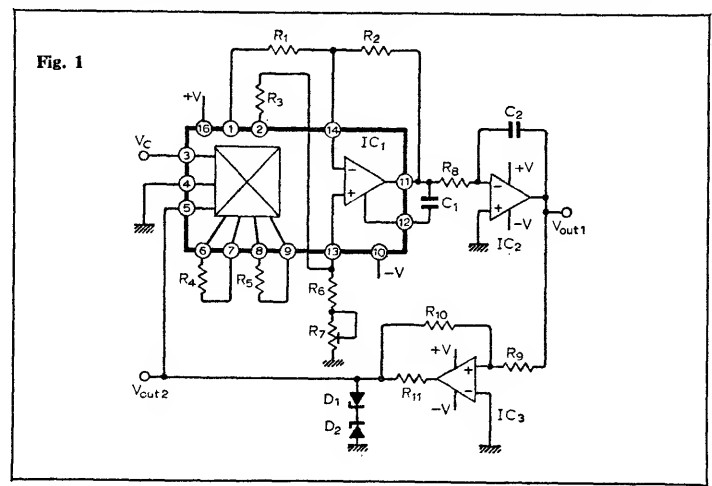 Fig. 1
R1
R2
R3
+V
16
1
2
14
IC1
VC
3
4
5
11
12
6
7
8
9
13
10
-V
R4
R5
R6
R7
C1
R8
C2
+V
-V
IC2
Vout1
R10
R9
+V
-V
R11
IC3
Vout2
D1
D2